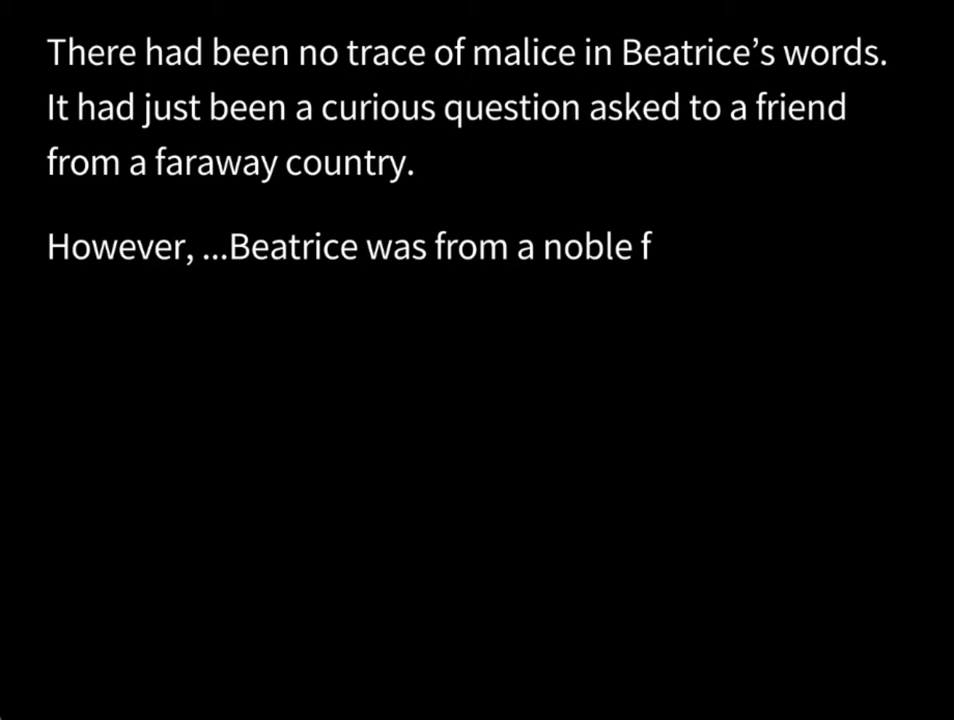 There had been no trace of malice in Beatrice’s words.
It had just been a curious question asked to a friend
from a faraway country.
However, ...Beatrice was from a noble f